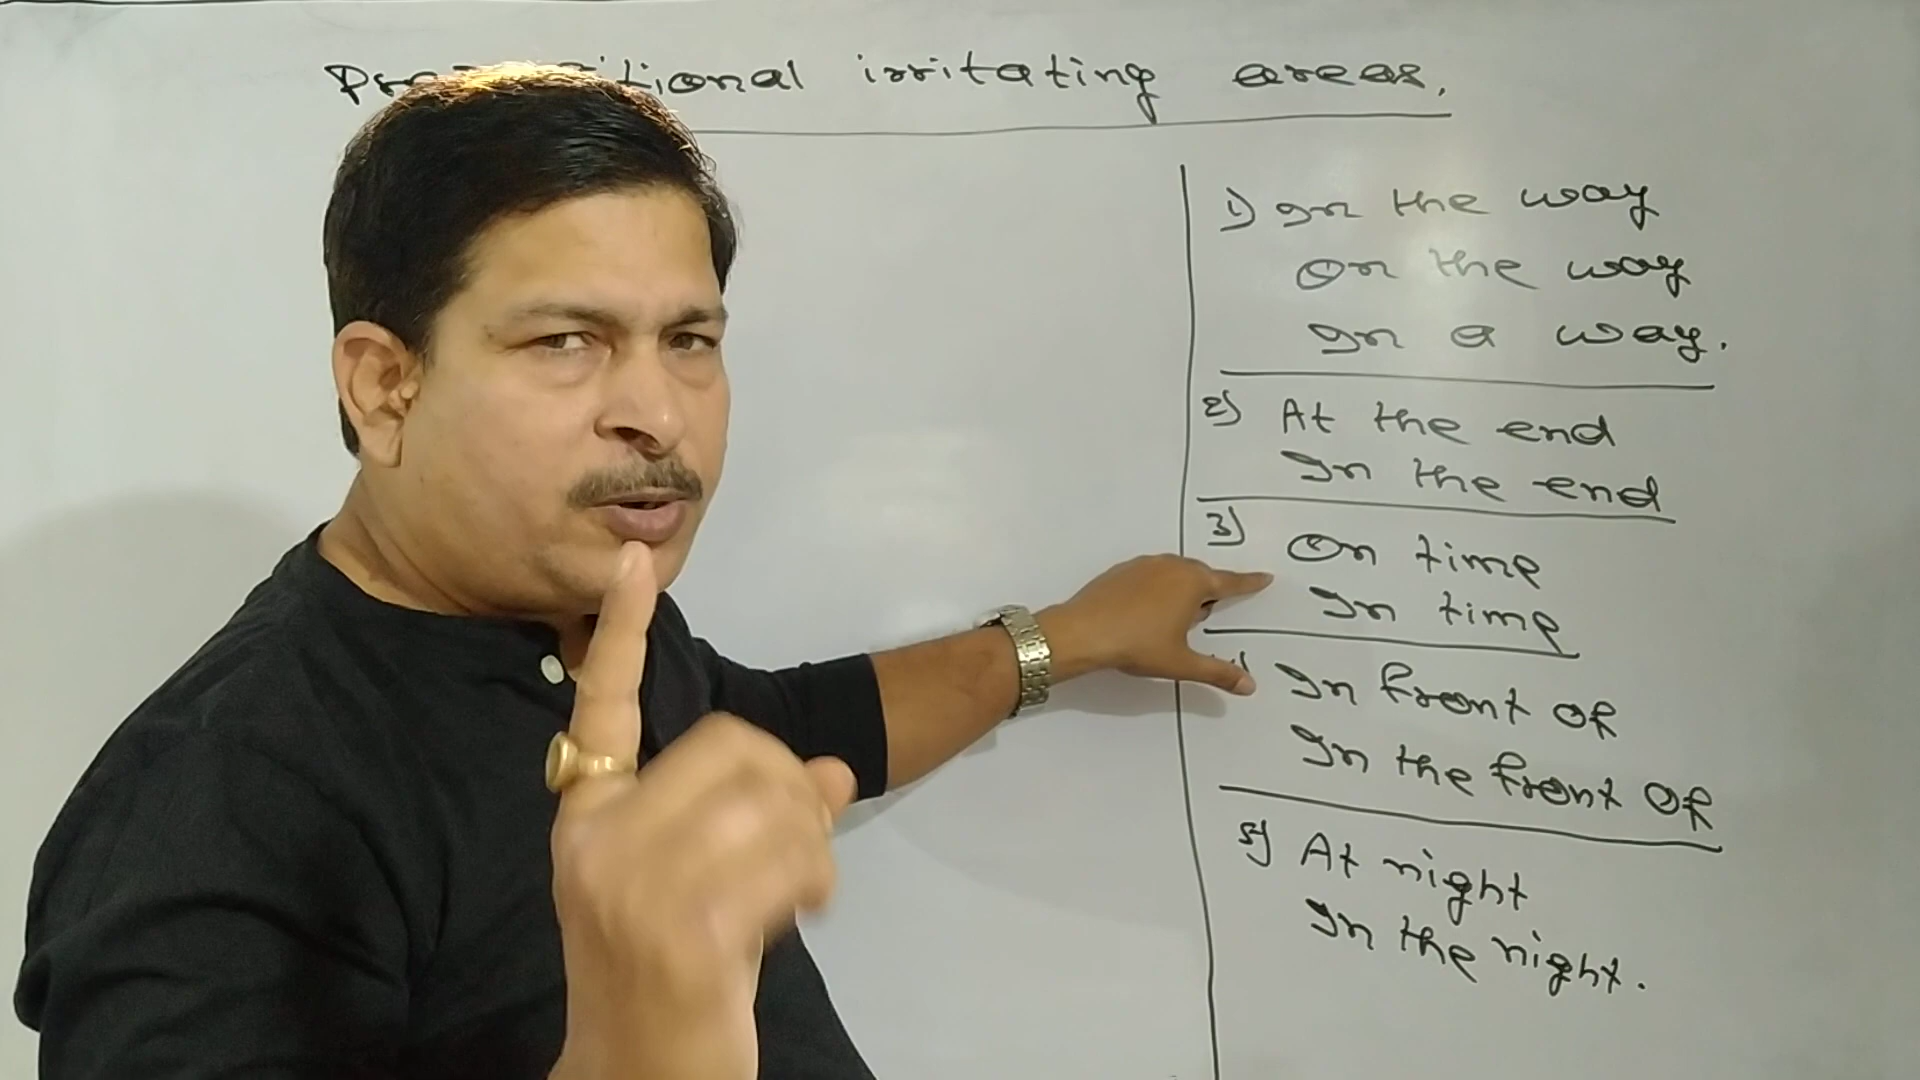 irritating areas.
1) In the way
On the way
In a way.
2) At the end
In the end
3) On time
In time
In front of
In the front of
5) At night
In the night.